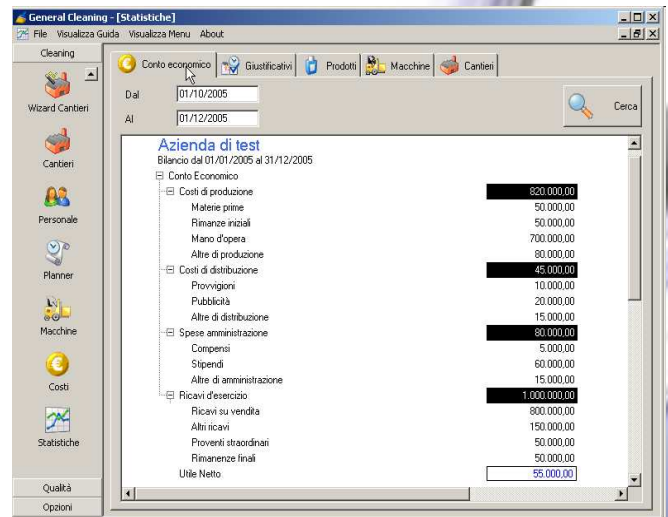 General Cleaning - [Statistiche]
File Visualizza Guida Visualizza Menu About
Cleaning
Wizard Cantieri
Cantieri
Personale
Planner
Macchine
Costi
Statistiche
Qualità
Opzioni
Conto economico Giustificativi Prodotti Macchine Cantieri
Dal 01/10/2005
Al 01/12/2005
Cerca
Azienda di test
Bilancio dal 01/01/2005 al 31/12/2005
Conto Economico
Costi di produzione 820.000,00
Materie prime 50.000,00
Rimanze iniziali 50.000,00
Mano d'opera 700.000,00
Altre di produzione 80.000,00
Costi di distribuzione 45.000,00
Provvigioni 10.000,00
Pubblicità 20.000,00
Altre di distribuzione 15.000,00
Spese amministrazione 80.000,00
Compensi 5.000,00
Stipendi 60.000,00
Altre di amministrazione 15.000,00
Ricavi d'esercizio 1.000.000,00
Ricavi su vendita 800.000,00
Altri ricavi 150.000,00
Proventi straordinari 50.000,00
Rimanenze finali 50.000,00
Utile Netto 55.000,00